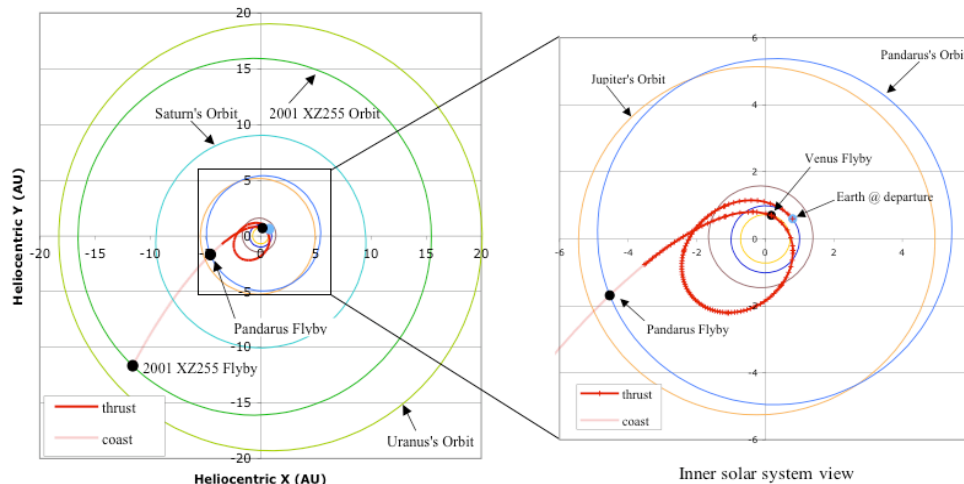 20
15
10
5
0
-5
-10
-15
-20
-20
-15
-10
-5
0
5
10
15
20
Heliocentric Y (AU)
Heliocentric X (AU)
2001 XZ255 Orbit
Saturn's Orbit
Pandarus Flyby
2001 XZ255 Flyby
Uranus's Orbit
thrust
coast
6
4
2
0
-2
-4
-6
-6
-4
-2
0
2
4
Pandarus's Orbi
Jupiter's Orbit
Venus Flyby
Earth @ departure
Pandarus Flyby
thrust
coast
Inner solar system view